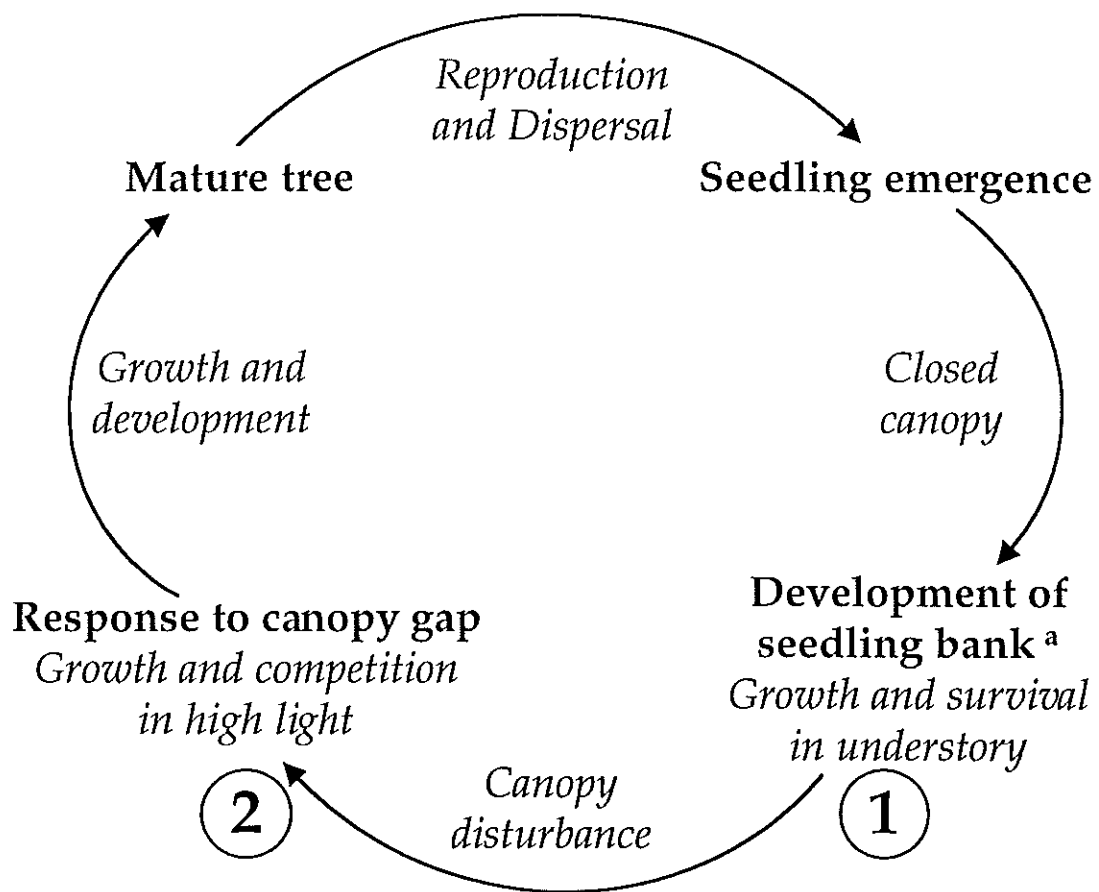 Reproduction
and Dispersal
Mature tree
Seedling emergence
Growth and
development
Closed
canopy
Response to canopy gap
Growth and competition
in high light
2
Development of
seedling bank a
Growth and survival
in understory
1
Canopy
disturbance